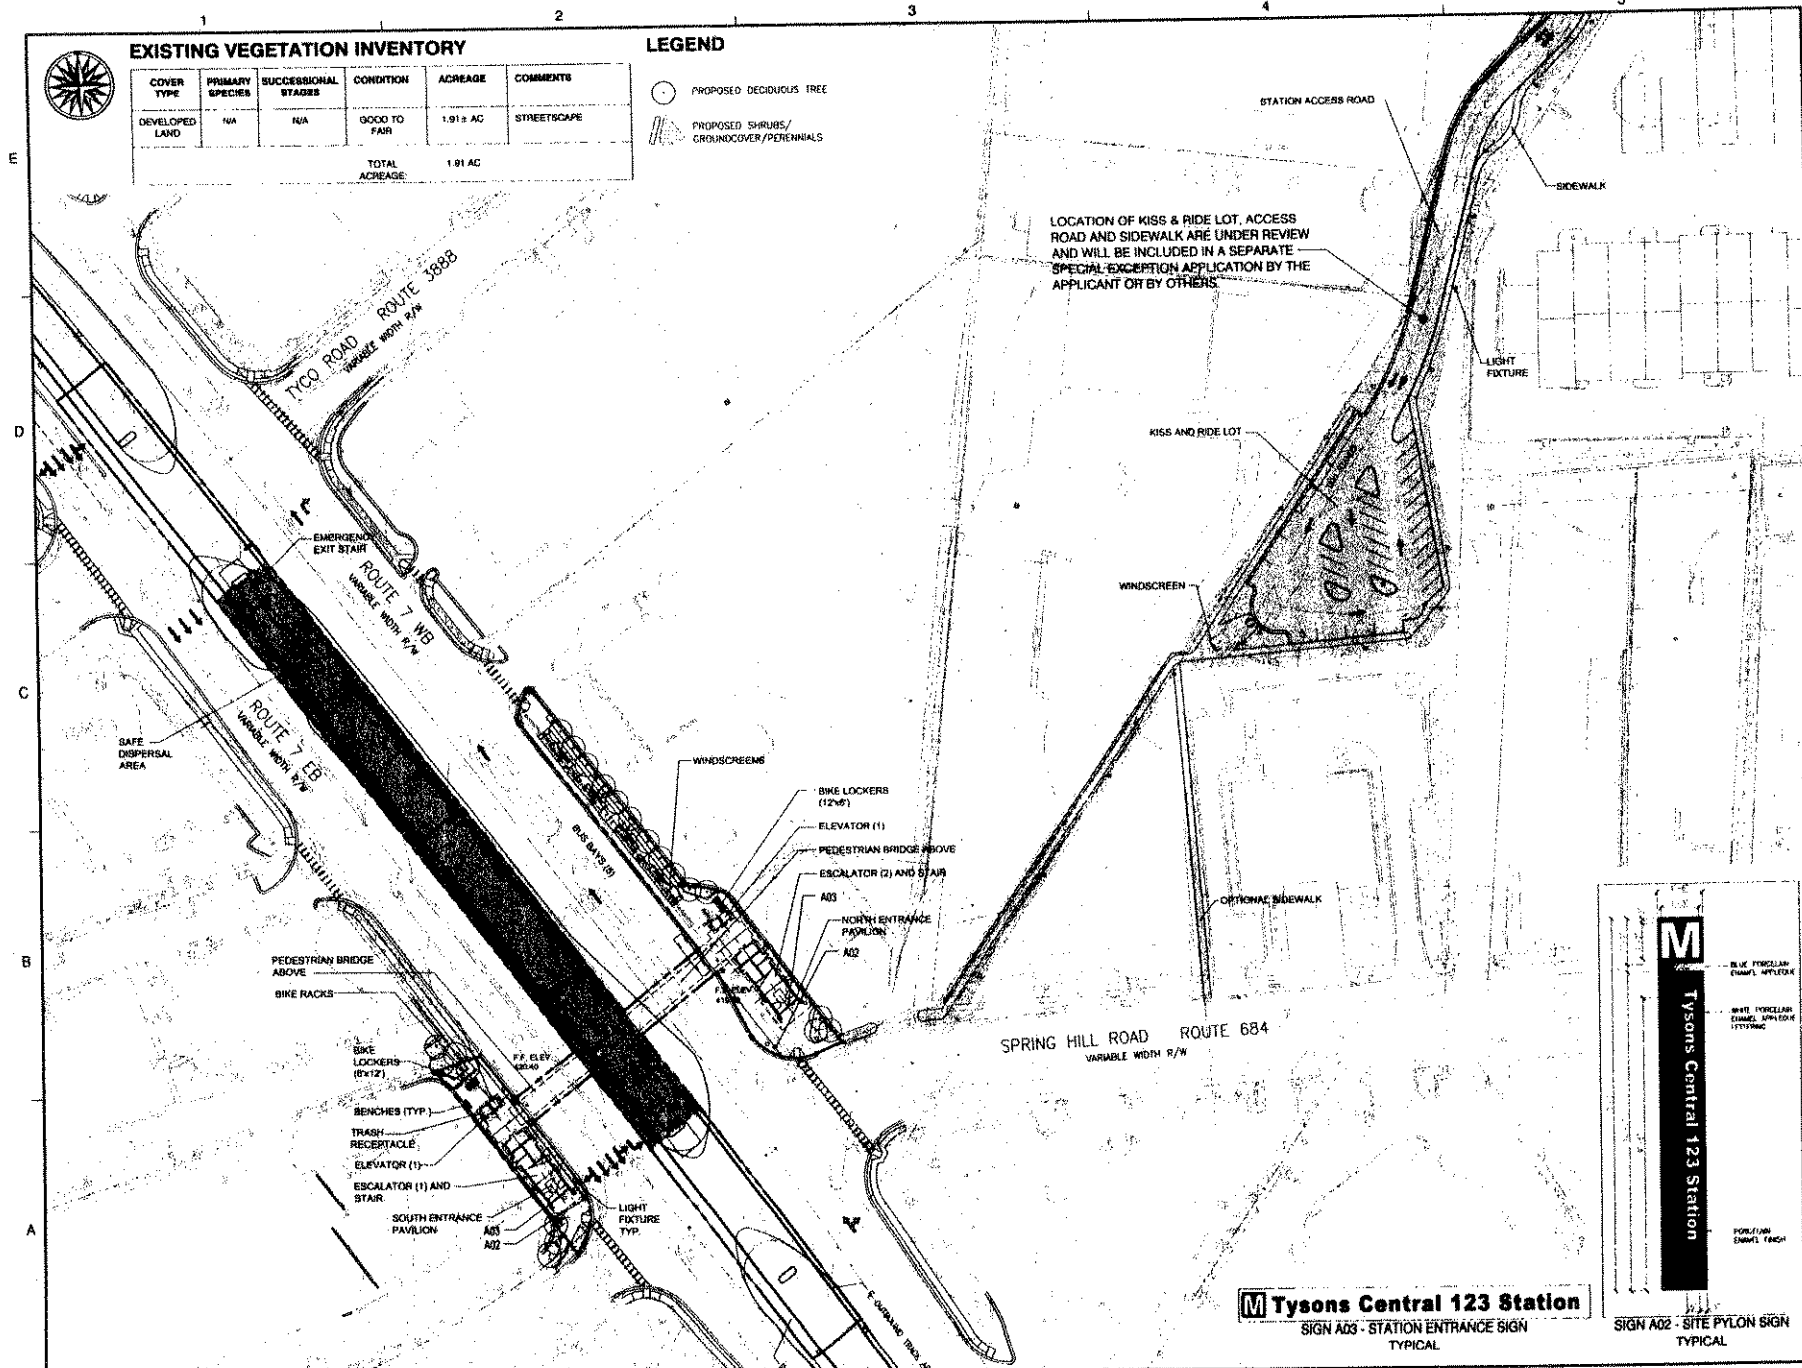 1
2
3
4
E
D
C
B
A
EXISTING VEGETATION INVENTORY
COVER TYPE
PRIMARY SPECIES
SUCCESSIONAL STAGES
CONDITION
ACREAGE
COMMENTS
DEVELOPED LAND
N/A
N/A
GOOD TO FAIR
1.91± AC
STREETSCAPE
TOTAL ACREAGE:
1.91 AC
LEGEND
PROPOSED DECIDUOUS TREE
PROPOSED SHRUBS/
GROUNDCOVER/PERENNIALS
STATION ACCESS ROAD
SIDEWALK
LOCATION OF KISS & RIDE LOT, ACCESS
ROAD AND SIDEWALK ARE UNDER REVIEW
AND WILL BE INCLUDED IN A SEPARATE
SPECIAL EXCEPTION APPLICATION BY THE
APPLICANT OR BY OTHERS.
LIGHT
FIXTURE
KISS AND RIDE LOT
WINDSCREEN
TYCO ROAD ROUTE 3888
VARIABLE WIDTH R/W
EMERGENCY
EXIT STAIR
ROUTE 7 WB
VARIABLE WIDTH R/W
SAFE
DISPERSAL
AREA
ROUTE 7 EB
VARIABLE WIDTH R/W
WINDSCREENS
BUS BAYS
BIKE LOCKERS
ELEVATOR (1)
PEDESTRIAN BRIDGE ABOVE
ESCALATOR (2) AND STAIR
A03
NORTH ENTRANCE
PAVILION
A02
F.F. ELEV
OPTIONAL SIDEWALK
SPRING HILL ROAD ROUTE 684
VARIABLE WIDTH R/W
PEDESTRIAN BRIDGE
ABOVE
BIKE RACKS
BIKE
LOCKERS
F.F. ELEV
BENCHES (TYP.)
TRASH
RECEPTACLE
ELEVATOR (1)
ESCALATOR (1) AND
STAIR
SOUTH ENTRANCE
PAVILION
A03
A02
LIGHT
FIXTURE
TYP.
OUTBOUND TRACK
M Tysons Central 123 Station
SIGN A03 - STATION ENTRANCE SIGN
TYPICAL
M
Tysons Central 123 Station
BLUE PORCELAIN
ENAMEL APPLIQUE
WHITE PORCELAIN
ENAMEL APPLIQUE
LETTERING
PORCELAIN
ENAMEL FINISH
SIGN A02 - SITE PYLON SIGN
TYPICAL